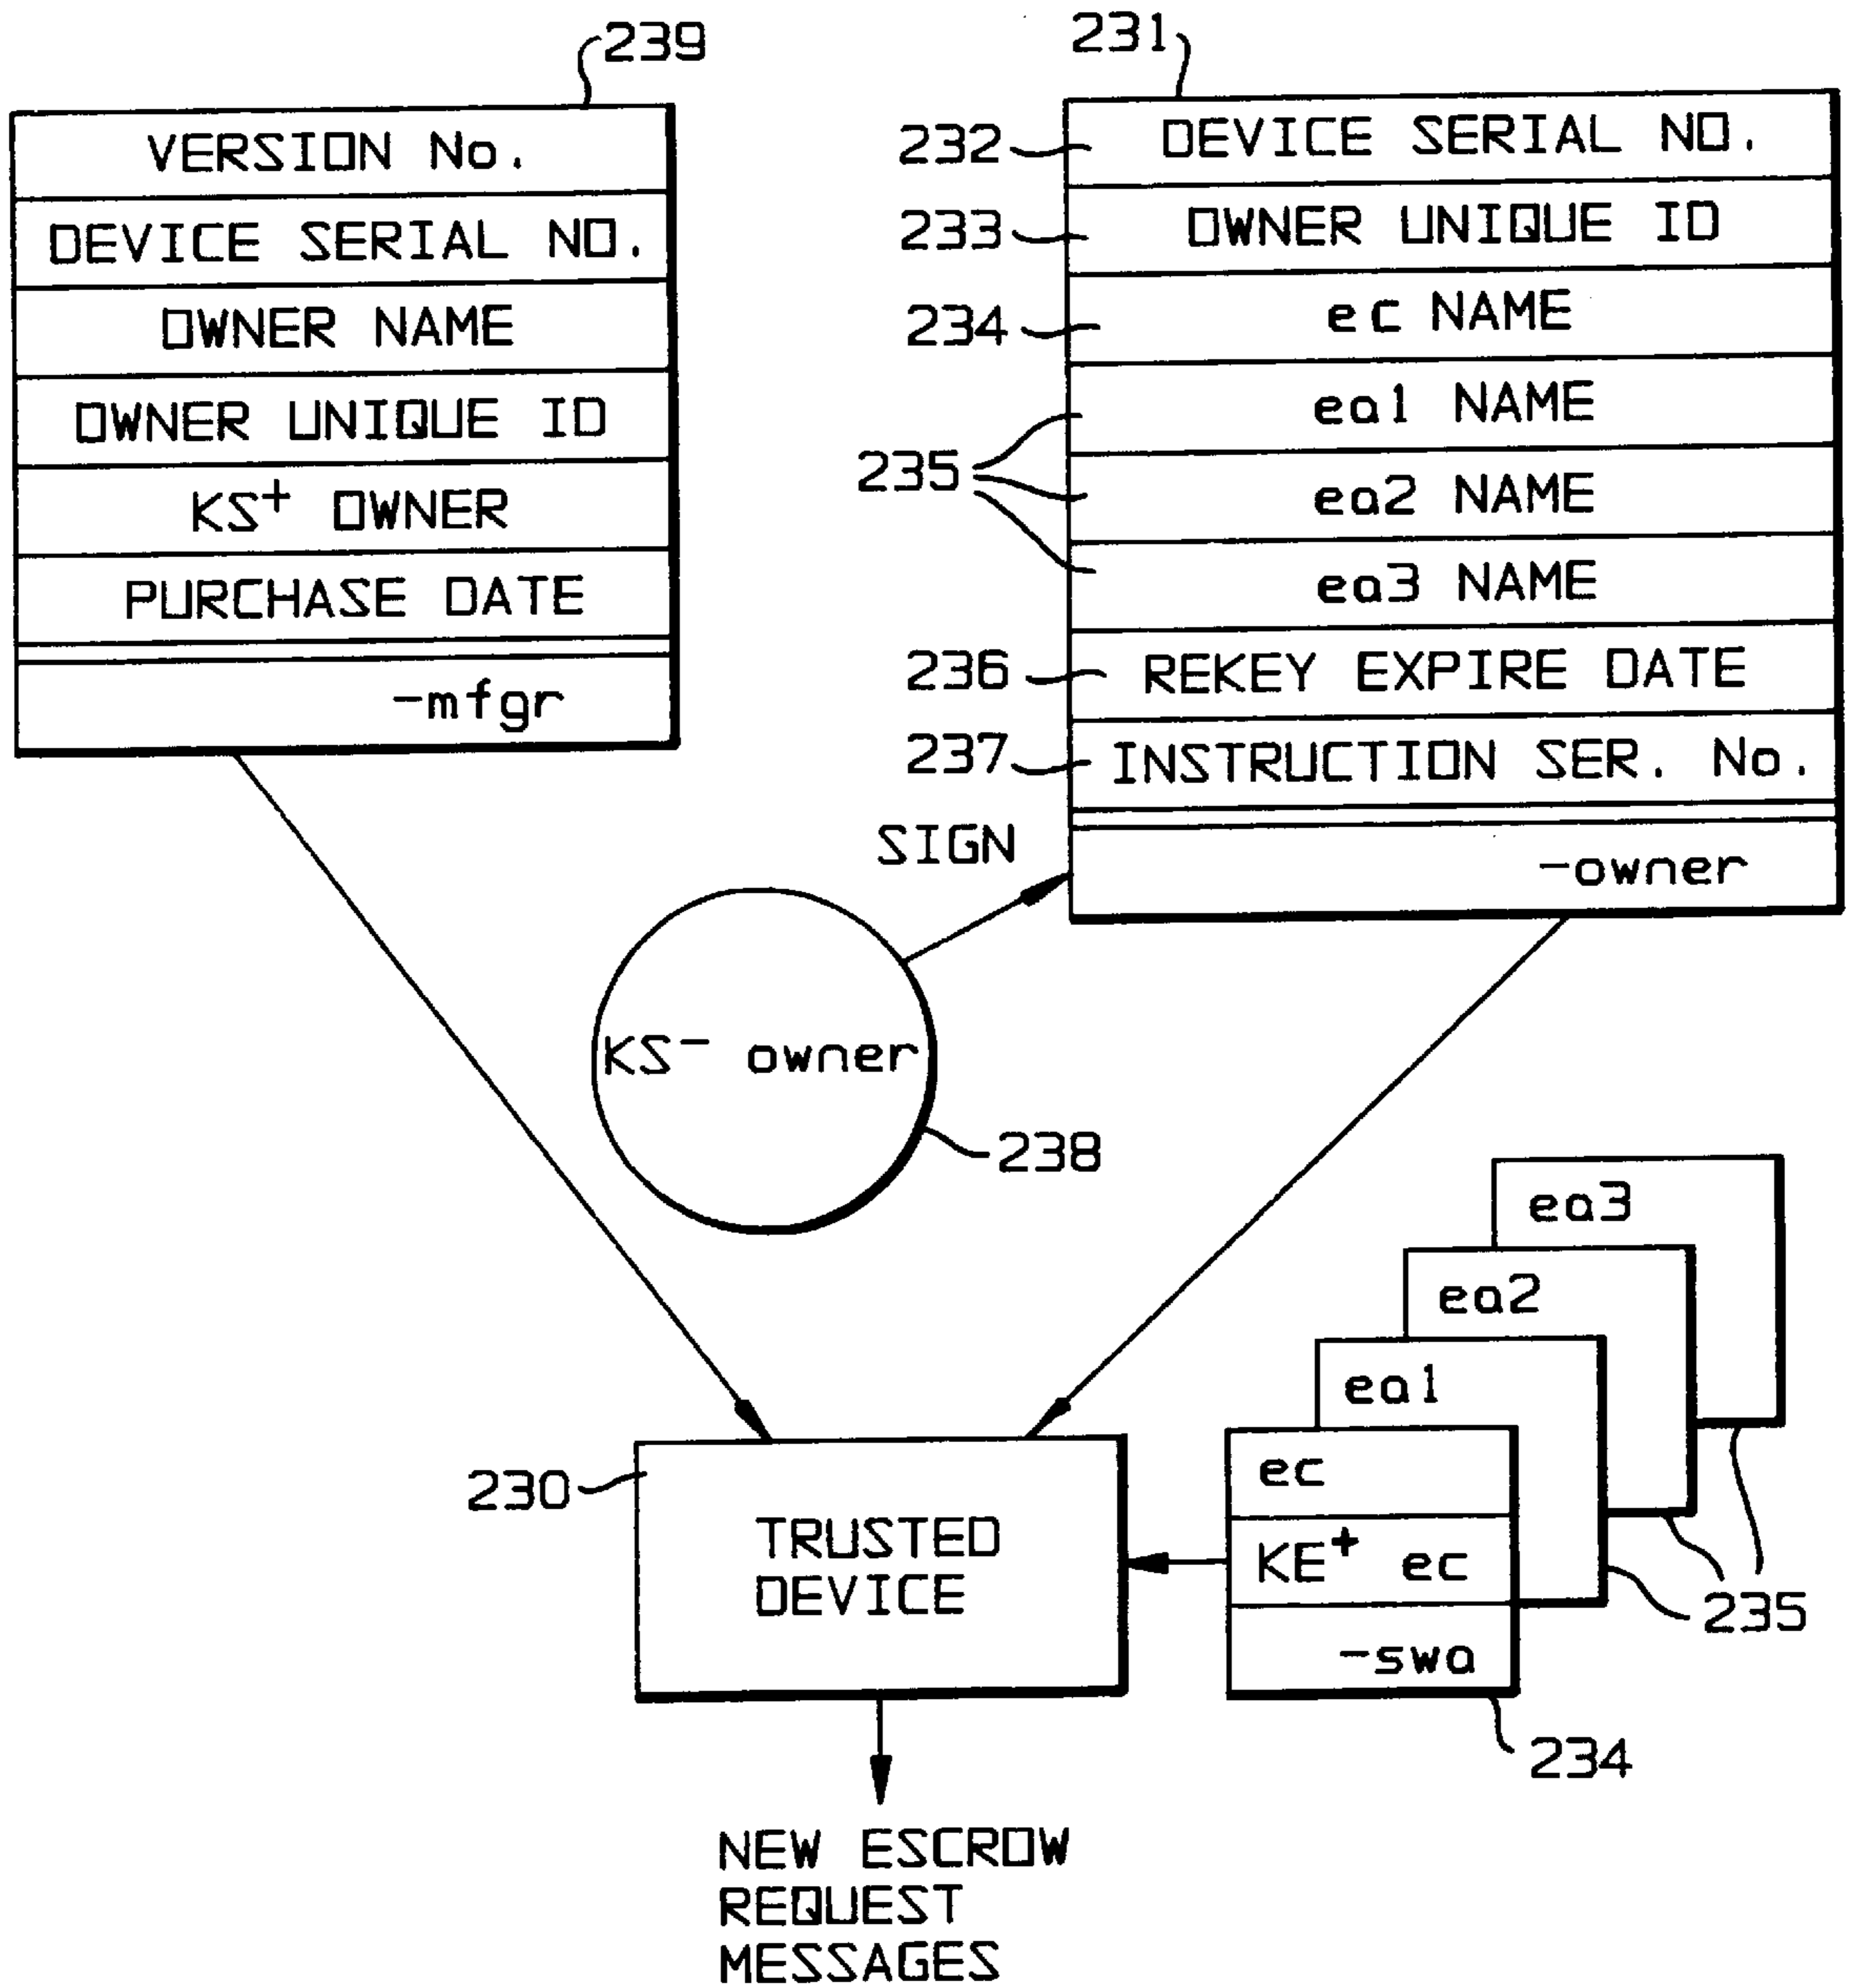 239
VERSION No.
DEVICE SERIAL NO.
OWNER NAME
OWNER UNIQUE ID
KS+ OWNER
PURCHASE DATE
-mfgr
231
232 DEVICE SERIAL NO.
233 OWNER UNIQUE ID
234 ec NAME
ea1 NAME
235 ea2 NAME
ea3 NAME
236 REKEY EXPIRE DATE
237 INSTRUCTION SER. No.
SIGN
-owner
KS- owner
238
ea3
ea2
ea1
ec
KE+ ec
-swa
235
234
230
TRUSTED
DEVICE
NEW ESCROW
REQUEST
MESSAGES